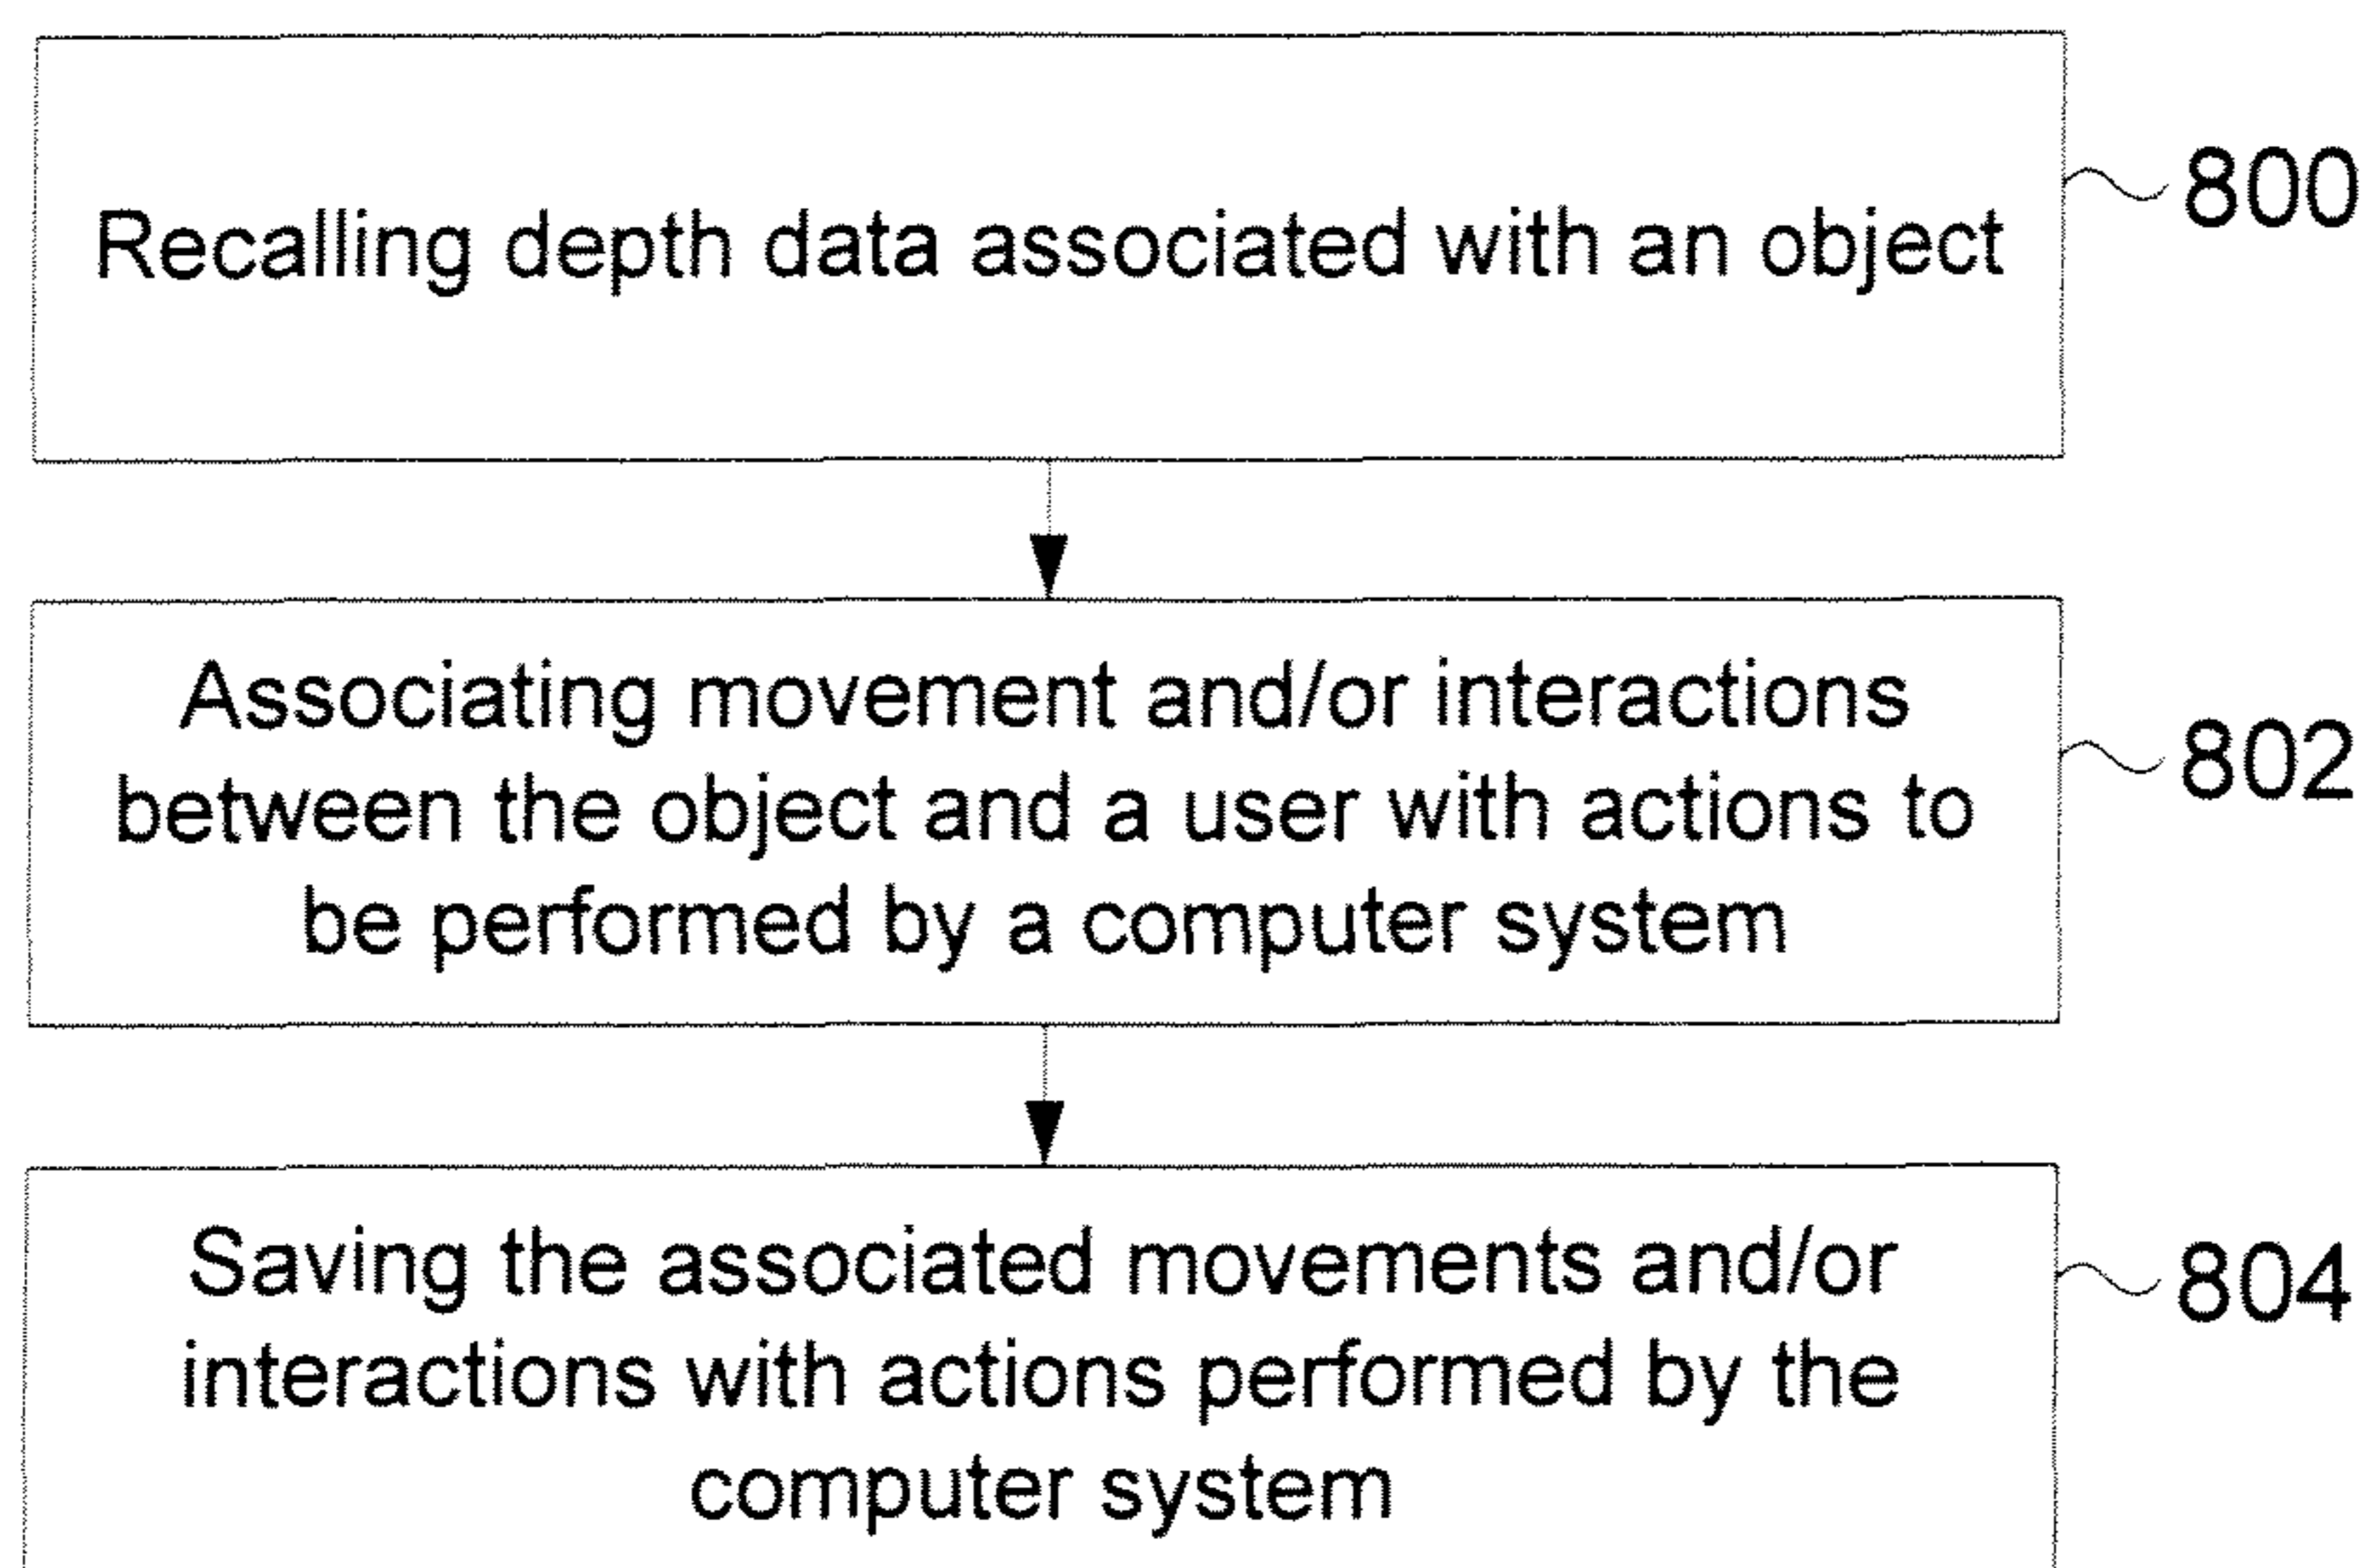 Recalling depth data associated with an object
800
Associating movement and/or interactions
between the object and a user with actions to
be performed by a computer system
802
Saving the associated movements and/or
interactions with actions performed by the
computer system
804